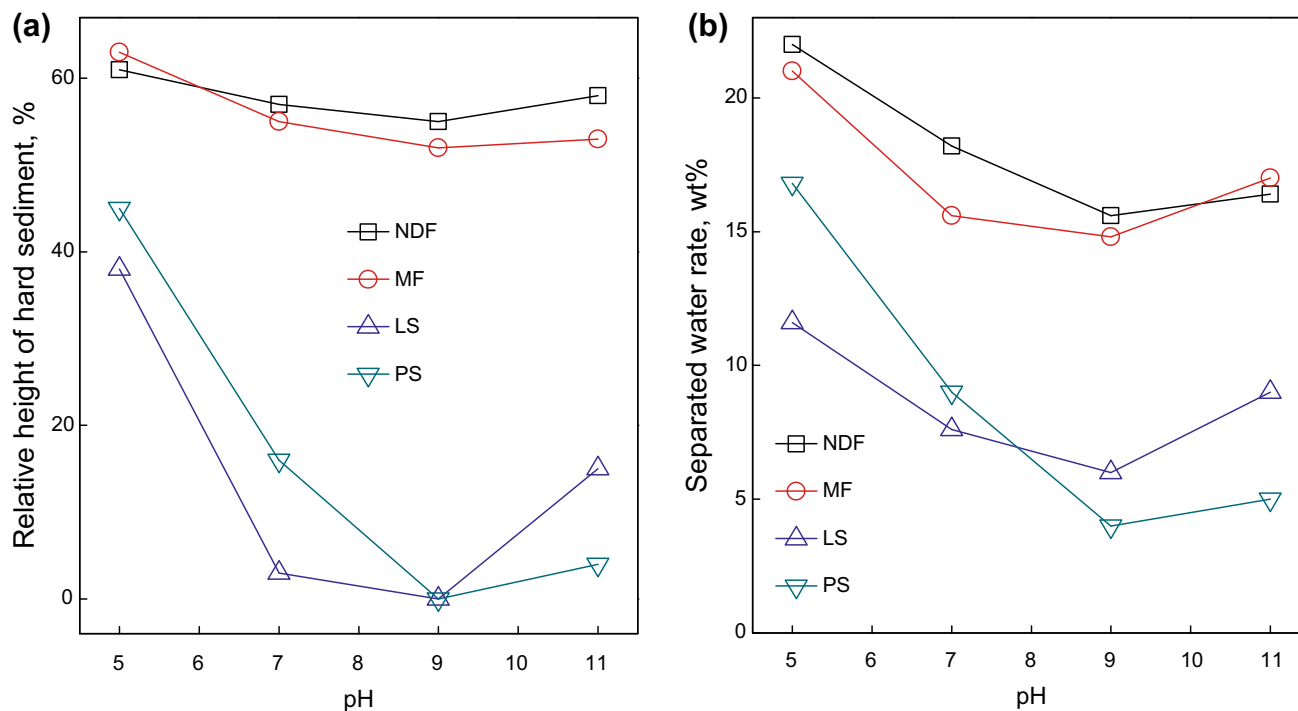 (a)
Relative height of hard sediment, %
60
40
20
0
NDF
MF
LS
PS
5 6 7 8 9 10 11
pH
(b)
Separated water rate, wt%
20
15
10
5
0
NDF
MF
LS
PS
5 6 7 8 9 10 11
pH